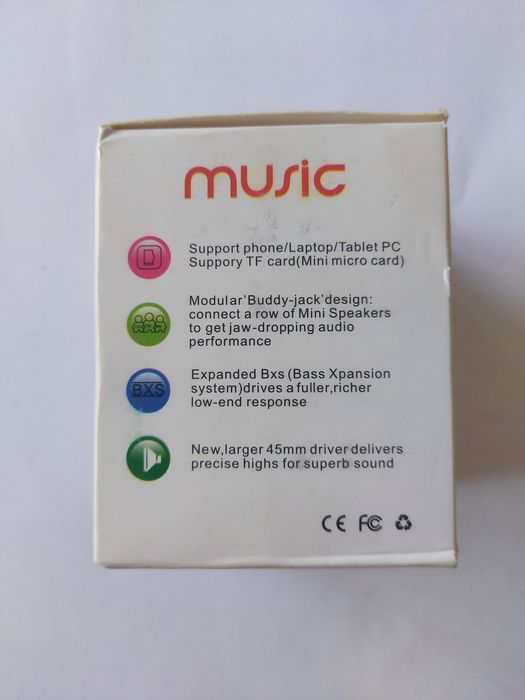 music
Support phone/Laptop/Tablet PC
Suppory TF card(Mini micro card)
Modular'Buddy-jack'design:
connect a row of Mini Speakers
to get jaw-dropping audio
performance
BXS
Expanded Bxs(Bass Xpansion
system)drives a fuller,richer
low-end response
New,larger 45mm driver delivers
precise highs for superb sound
CE FC